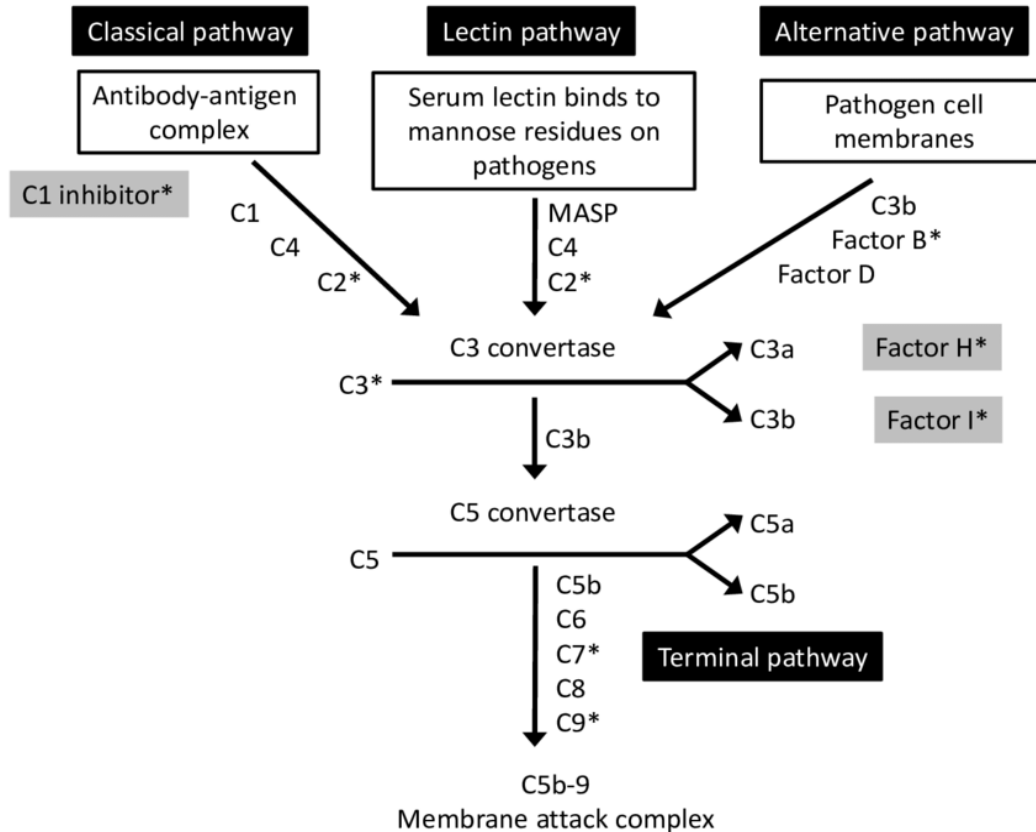 Classical pathway
Lectin pathway
Alternative pathway
Antibody-antigen
complex
Serum lectin binds to
mannose residues on
pathogens
Pathogen cell
membranes
C1 inhibitor*
C1
C4
C2*
MASP
C4
C2*
C3b
Factor B*
Factor D
C3 convertase
C3*
C3a
C3b
Factor H*
Factor I*
C3b
C5 convertase
C5
C5a
C5b
C5b
C6
C7*
C8
C9*
Terminal pathway
C5b-9
Membrane attack complex